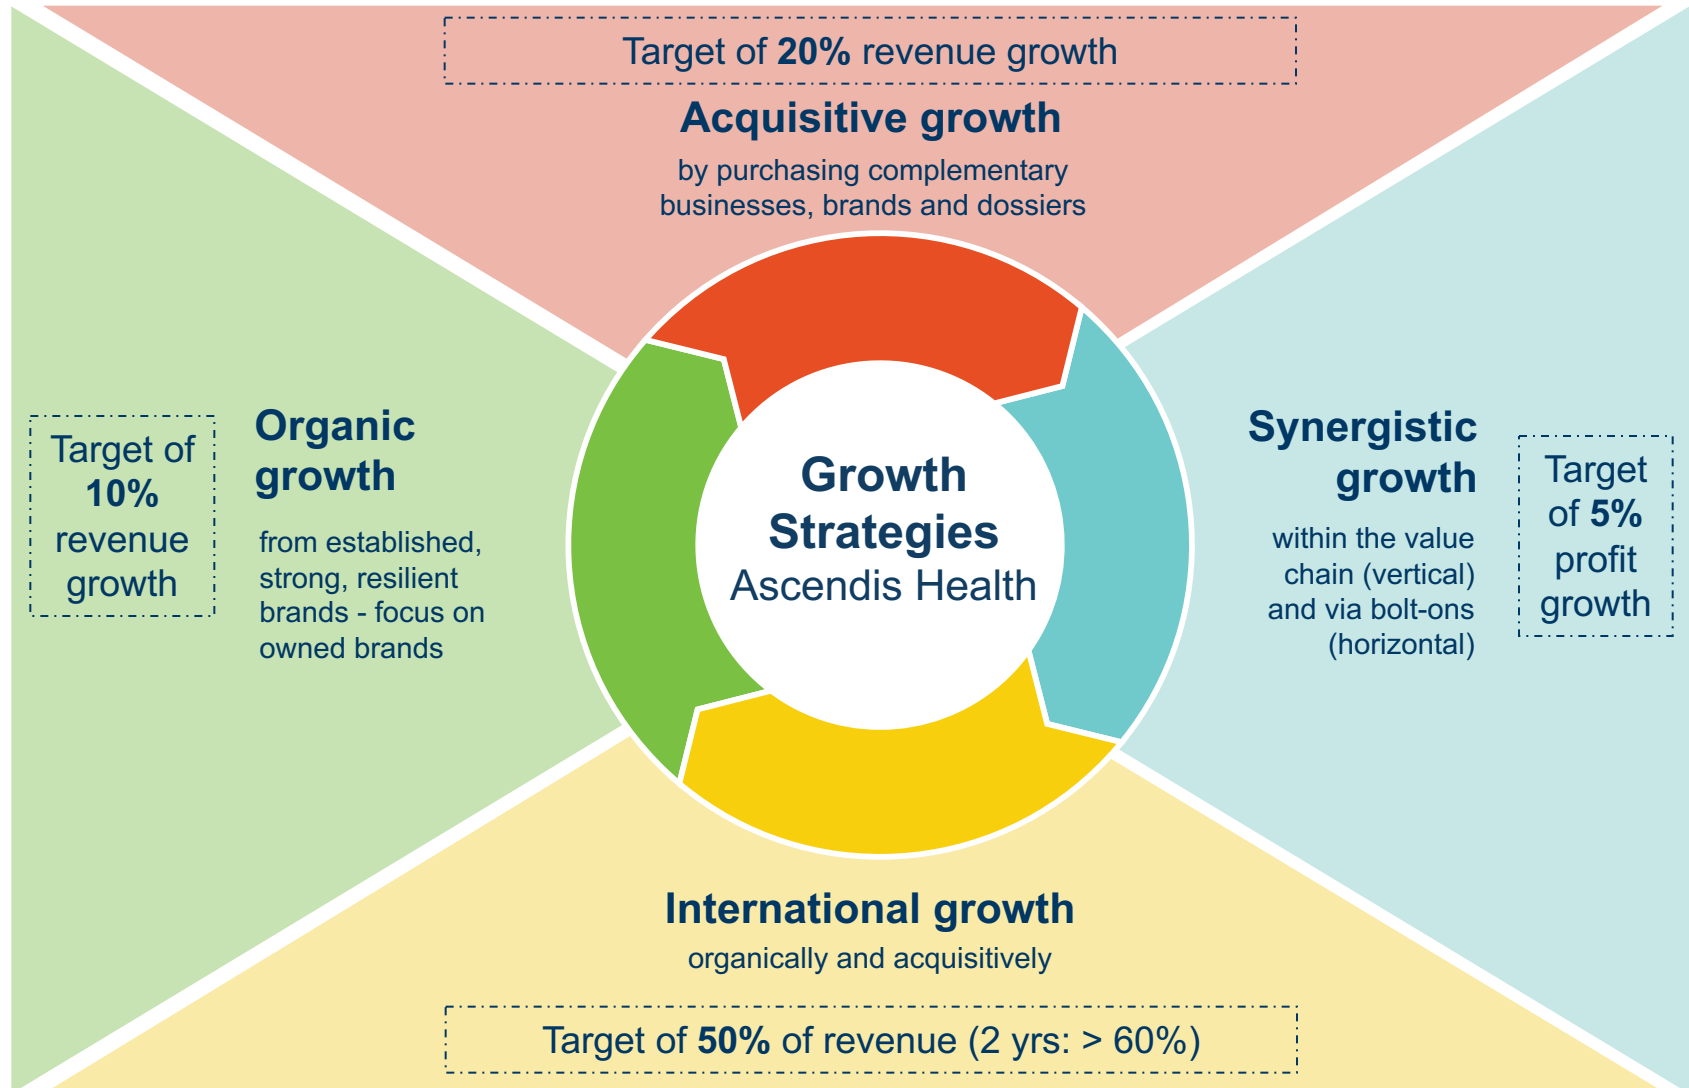 Target of 20% revenue growth
Acquisitive growth
by purchasing complementary
businesses, brands and dossiers
Target of
10%
revenue
growth
Organic
growth
from established,
strong, resilient
brands - focus on
owned brands
Growth
Strategies
Ascendis Health
Synergistic
growth
within the value
chain (vertical)
and via bolt-ons
(horizontal)
Target
of 5%
profit
growth
International growth
organically and acquisitively
Target of 50% of revenue (2 yrs: > 60%)